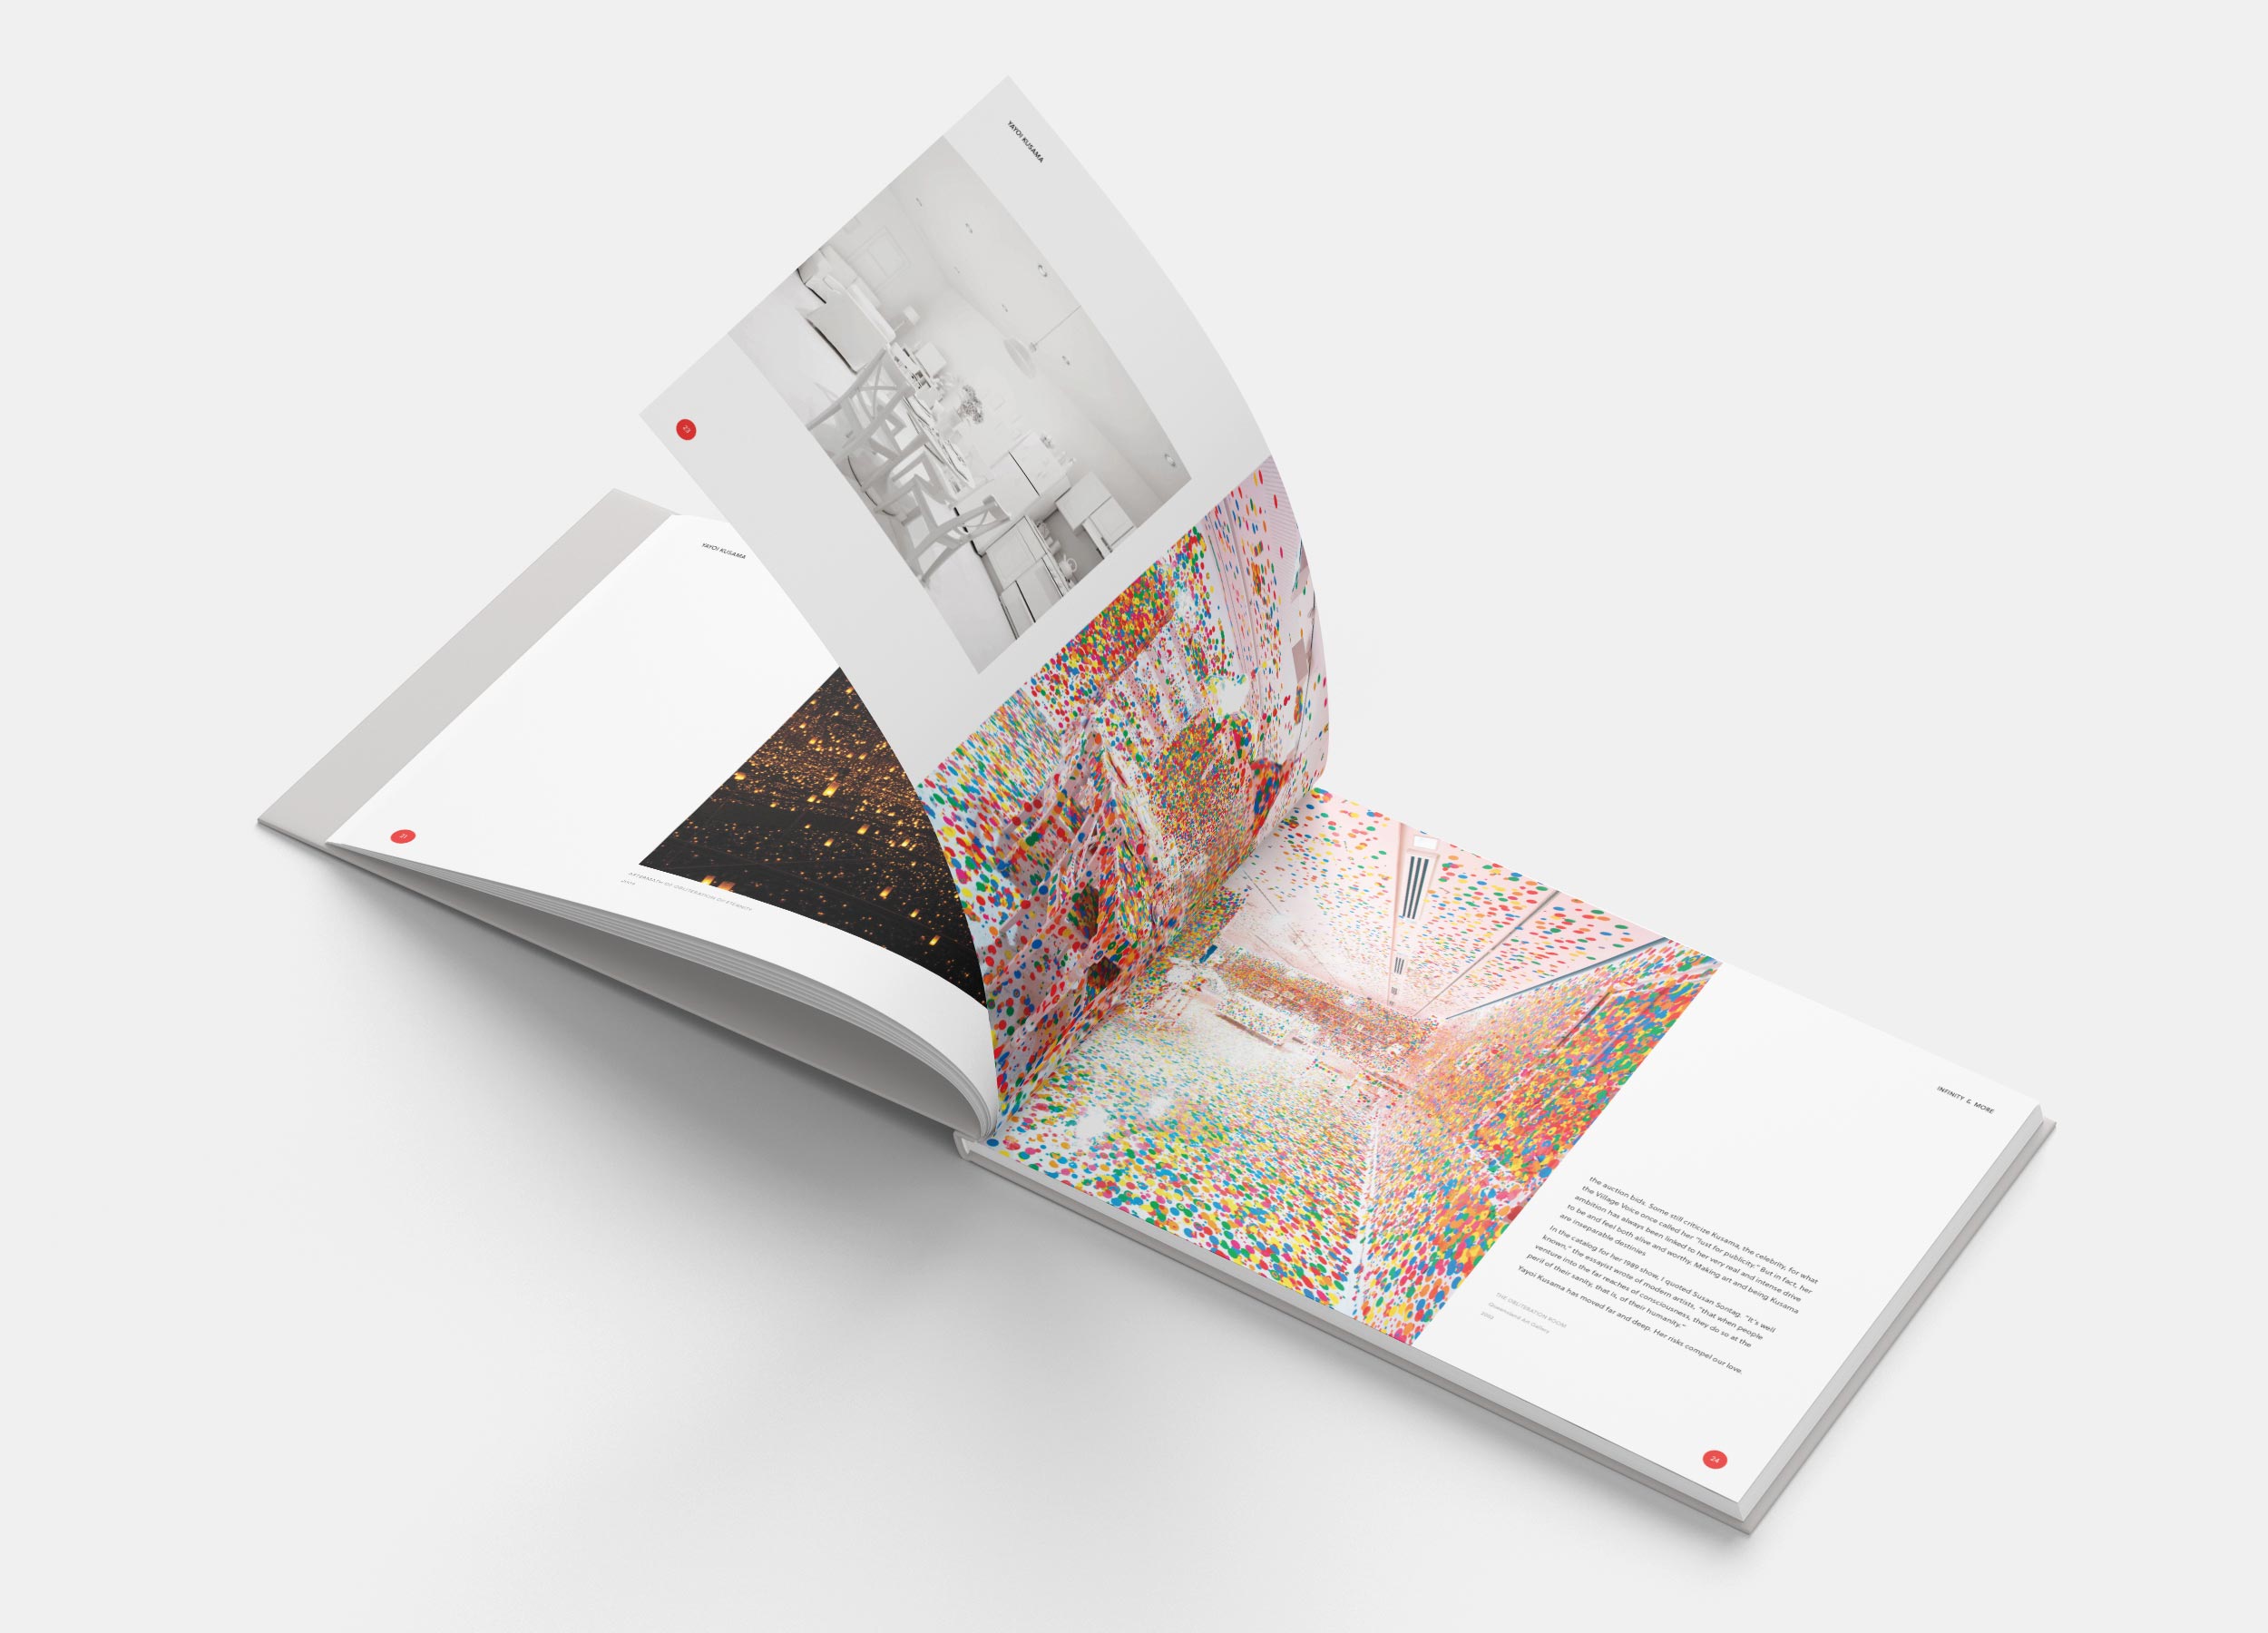 YAYOI KUSAMA
21
AFTERMATH OF OBLITERATION OF ETERNITY
2009
YAYOI KUSAMA
23
INFINITY & MORE
the auction bids. Some still criticize Kusama, the celebrity, for what
the Village Voice once called her "lust for publicity." But in fact, her
ambition has always been linked to her very real and intense drive
to be and feel both alive and worthy. Making art and being Kusama
are inseparable destinies
In the catalog for her 1989 show, I quoted Susan Sontag. "It's well
known," the essayist wrote of modern artists, "that when people
venture into the far reaches of consciousness, they do so at the
peril of their sanity, that is, of their humanity."
Yayoi Kusama has moved far and deep. Her risks compel our love.
THE OBLITERATION ROOM
Queensland Art Gallery
2002
24